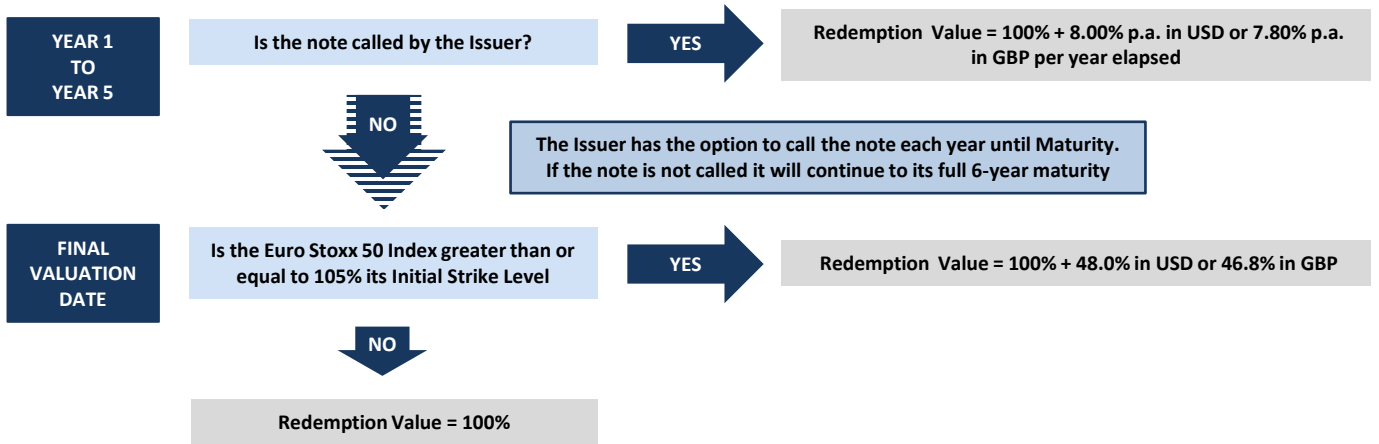 YEAR 1
TO
YEAR 5
Is the note called by the Issuer?
YES
Redemption Value = 100% + 8.00% p.a. in USD or 7.80% p.a.
in GBP per year elapsed
NO
The Issuer has the option to call the note each year until Maturity.
If the note is not called it will continue to its full 6-year maturity
FINAL
VALUATION
DATE
Is the Euro Stoxx 50 Index greater than or
equal to 105% its Initial Strike Level
YES
Redemption Value = 100% + 48.0% in USD or 46.8% in GBP
NO
Redemption Value = 100%